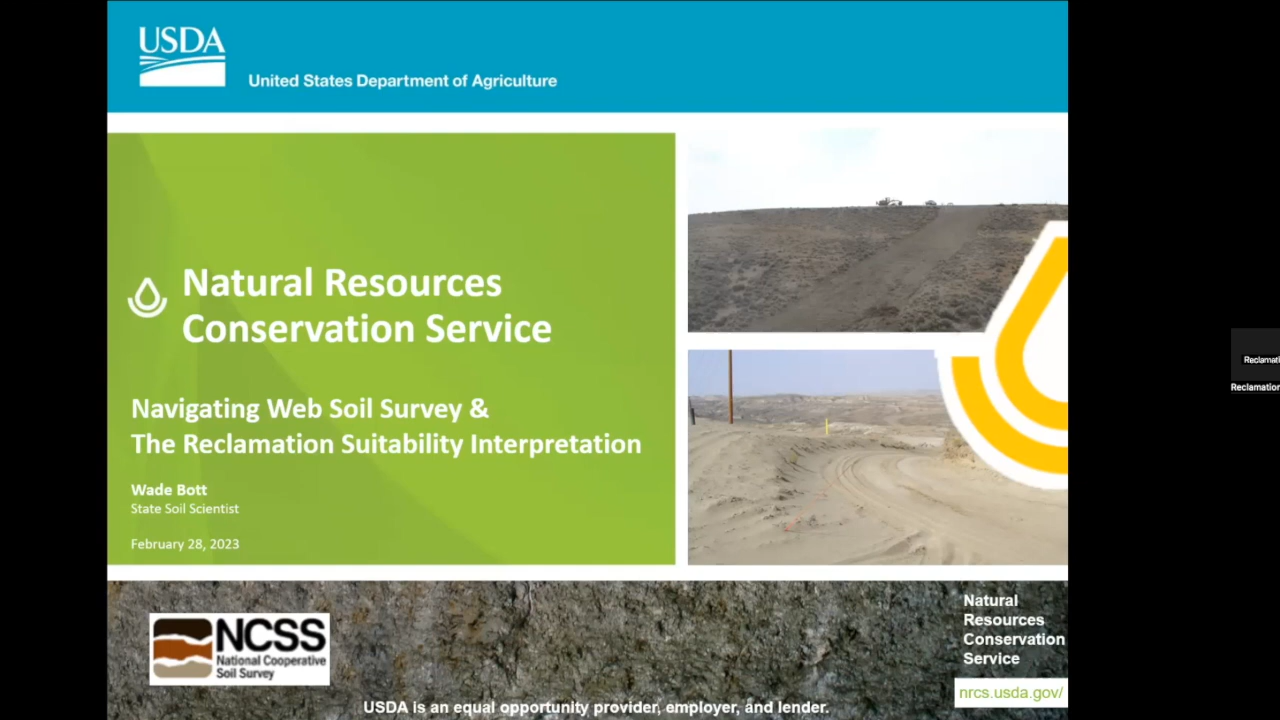 USDA
United States Department of Agriculture
Natural Resources
Conservation Service
Navigating Web Soil Survey &
The Reclamation Suitability Interpretation
Wade Bott
State Soil Scientist
February 28, 2023
NCSS
National Cooperative
Soil Survey
Natural
Resources
Conservation
Service
nrcs.usda.gov/
USDA is an equal opportunity provider, employer, and lender.
Reclamati
Reclamation